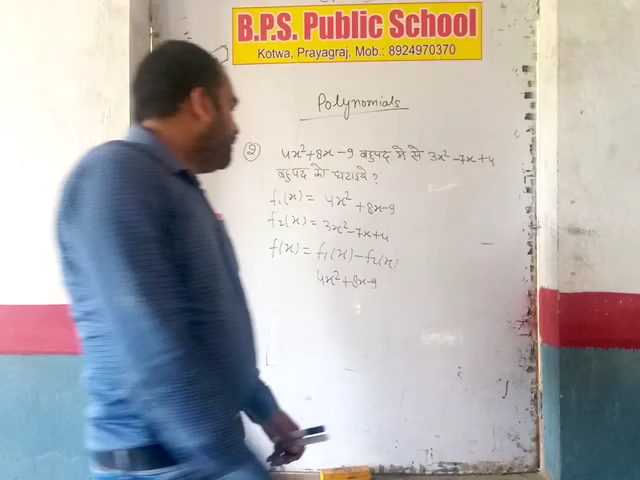 B.P.S. Public School
Kotwa, Prayagraj, Mob.: 8924970370
Polynomials
② 4x²+8x-9 बहुपद मे से 3x²-7x+4
बहुपद को घटाइये ?
f₁(x) = 4x²+8x-9
f₂(x) = 3x²-7x+4
f(x) = f₁(x) - f₂(x)
4x²+8x-9